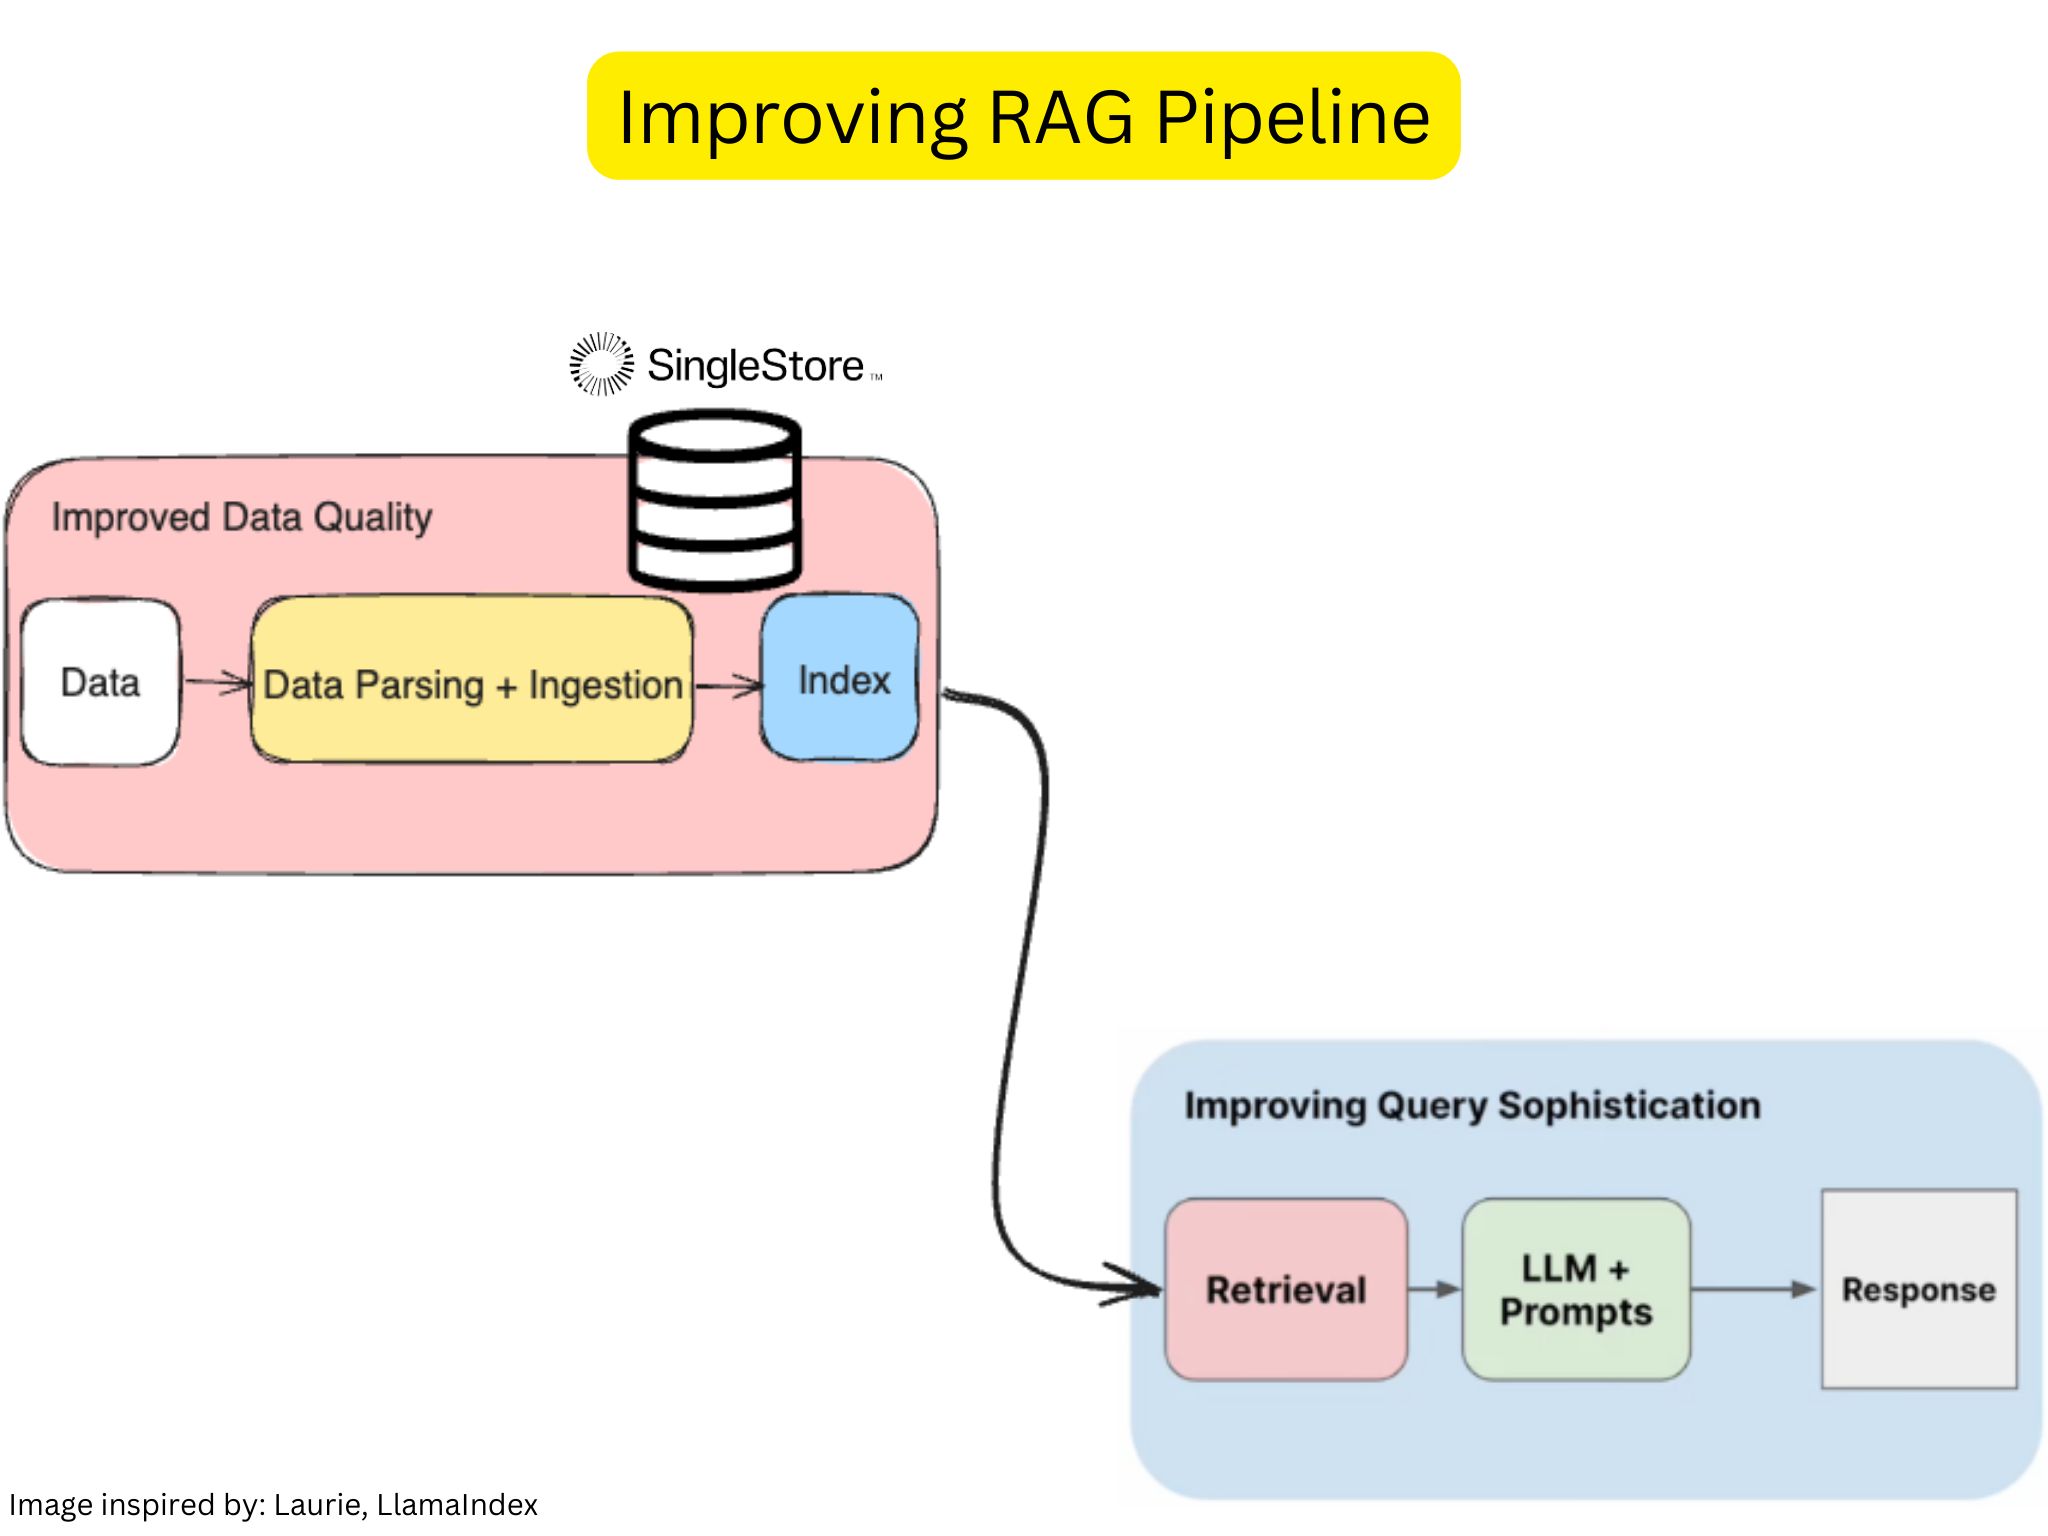 Improving RAG Pipeline
SingleStore™
Improved Data Quality
Data
Data Parsing + Ingestion
Index
Improving Query Sophistication
Retrieval
LLM +
Prompts
Response
Image inspired by: Laurie, LlamaIndex